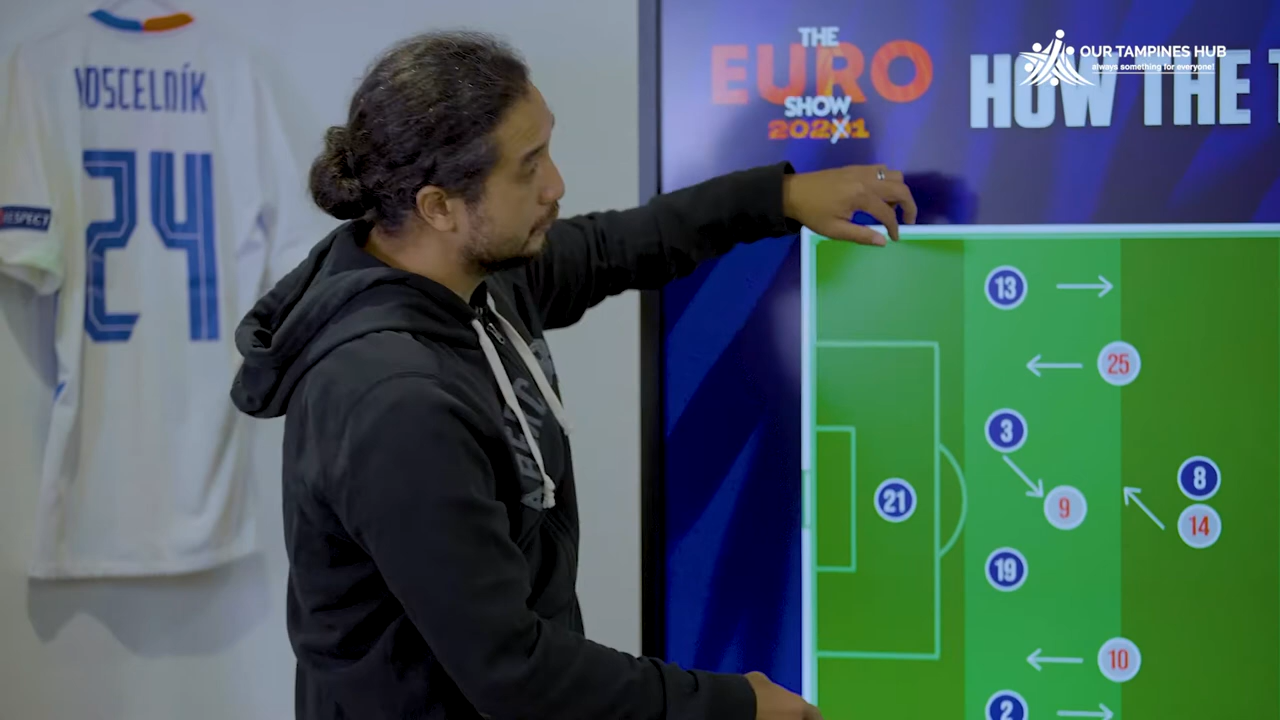 OSCELNÍK
24
RESPECT
THE
EURO
SHOW
2021
HOW THE T
OUR TAMPINES HUB
always something for everyone!
13
25
3
8
21
9
14
19
10
2